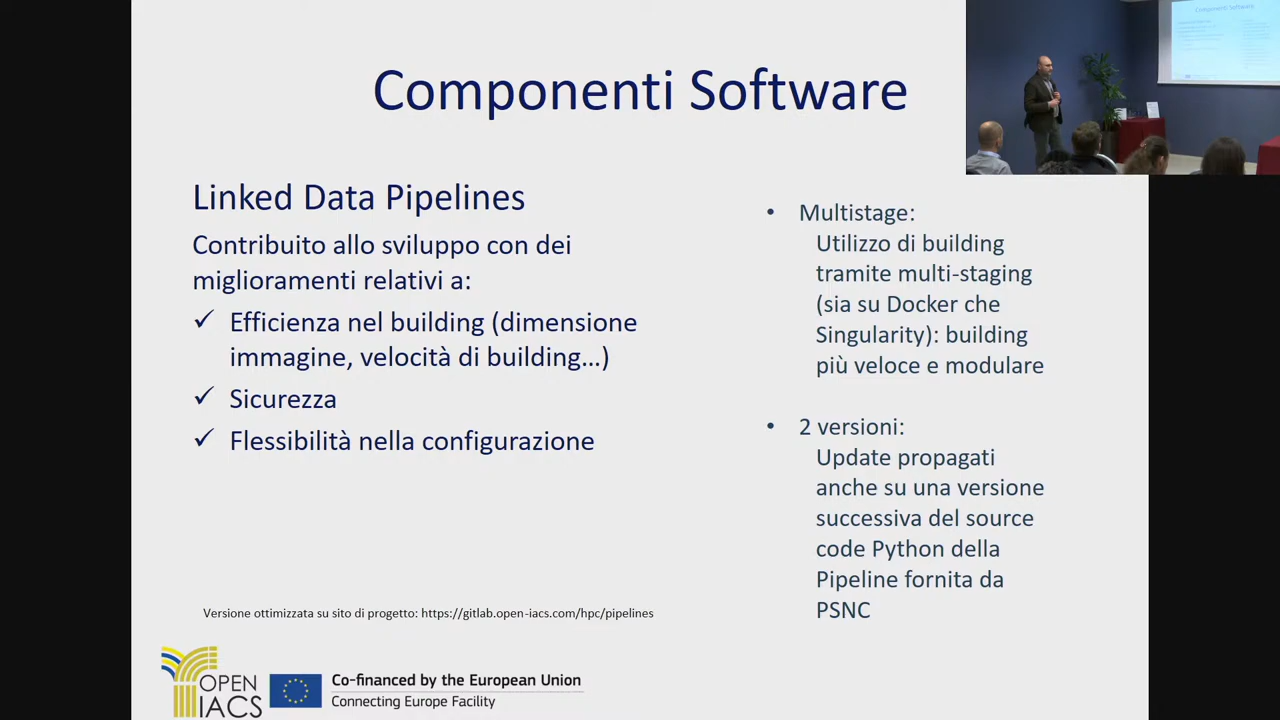 Componenti Software
Linked Data Pipelines
Contribuito allo sviluppo con dei
miglioramenti relativi a:
✓ Efficienza nel building (dimensione
immagine, velocità di building...)
✓ Sicurezza
✓ Flessibilità nella configurazione
• Multistage:
Utilizzo di building
tramite multi-staging
(sia su Docker che
Singularity): building
più veloce e modulare
• 2 versioni:
Update propagati
anche su una versione
successiva del source
code Python della
Pipeline fornita da
PSNC
Versione ottimizzata su sito di progetto: https://gitlab.open-iacs.com/hpc/pipelines
OPEN
IACS
Co-financed by the European Union
Connecting Europe Facility
Componenti Software